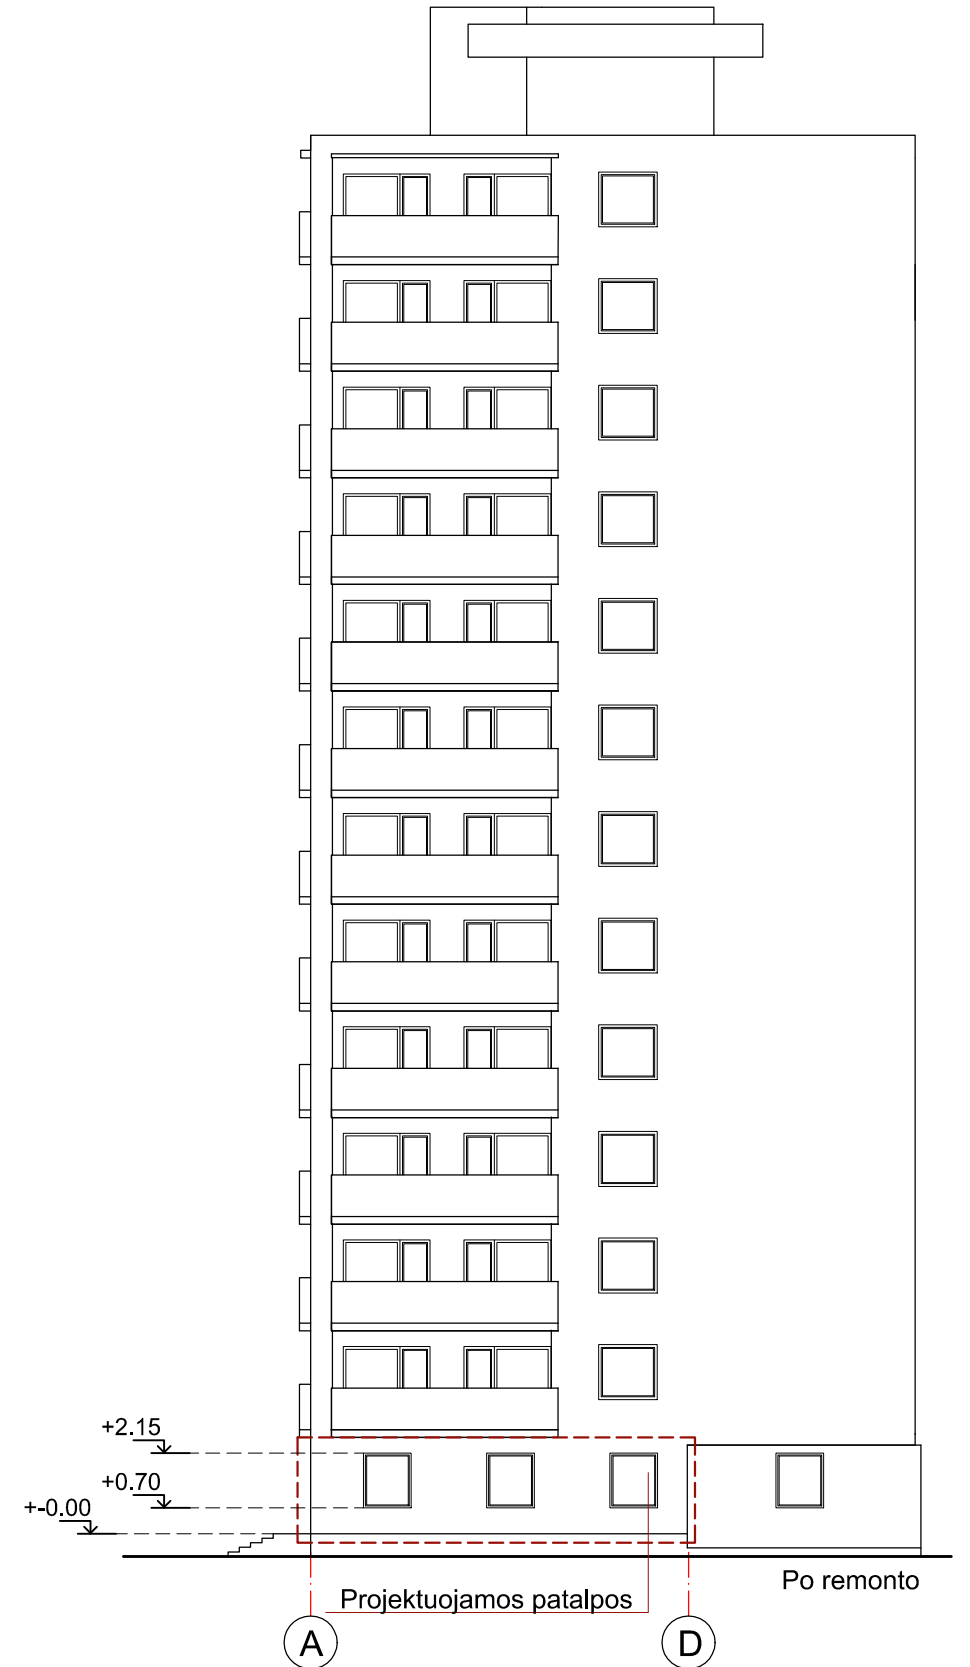 +2.15
+0.70
+-0.00
Po remonto
Projektuojamos patalpos
A
D